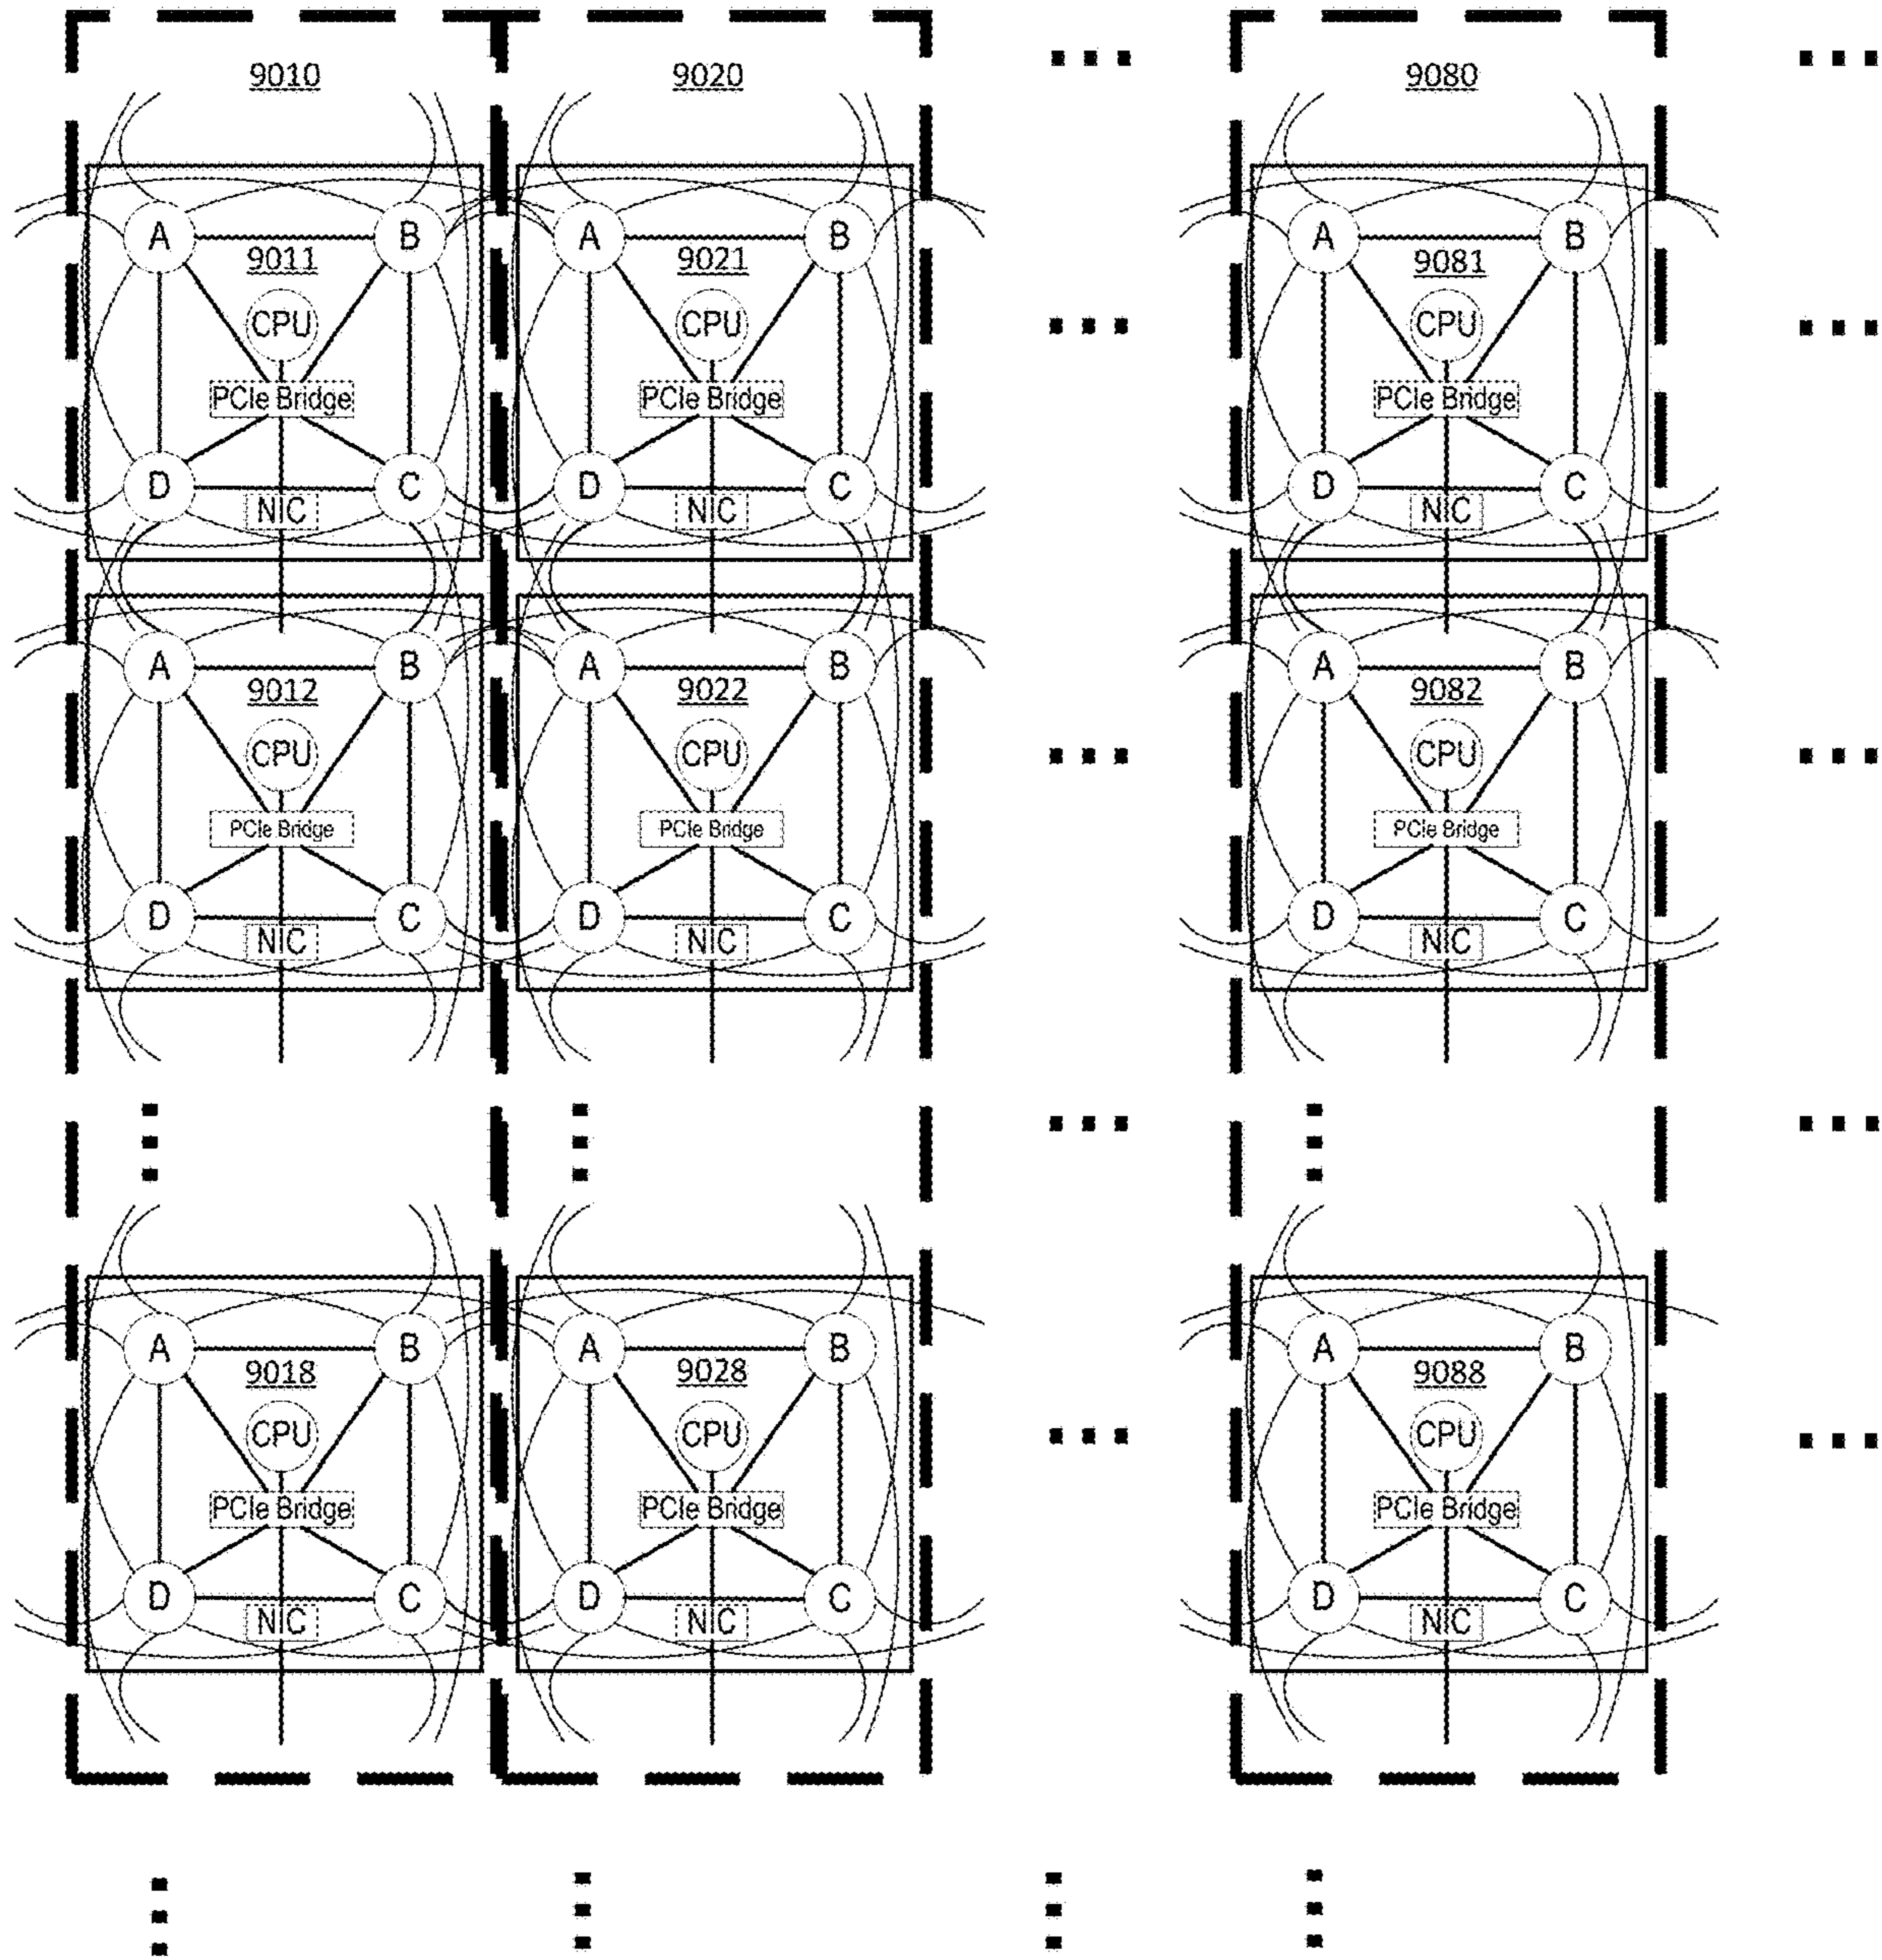 9010 9020 9080
A B A B A B
9011 9021 9081
CPU CPU CPU
PCIe Bridge PCIe Bridge PCIe Bridge
D C D C D C
NIC NIC NIC
A B A B A B
9012 9022 9082
CPU CPU CPU
PCIe Bridge PCIe Bridge PCIe Bridge
D C D C D C
NIC NIC NIC
A B A B A B
9018 9028 9088
CPU CPU CPU
PCIe Bridge PCIe Bridge PCIe Bridge
D C D C D C
NIC NIC NIC